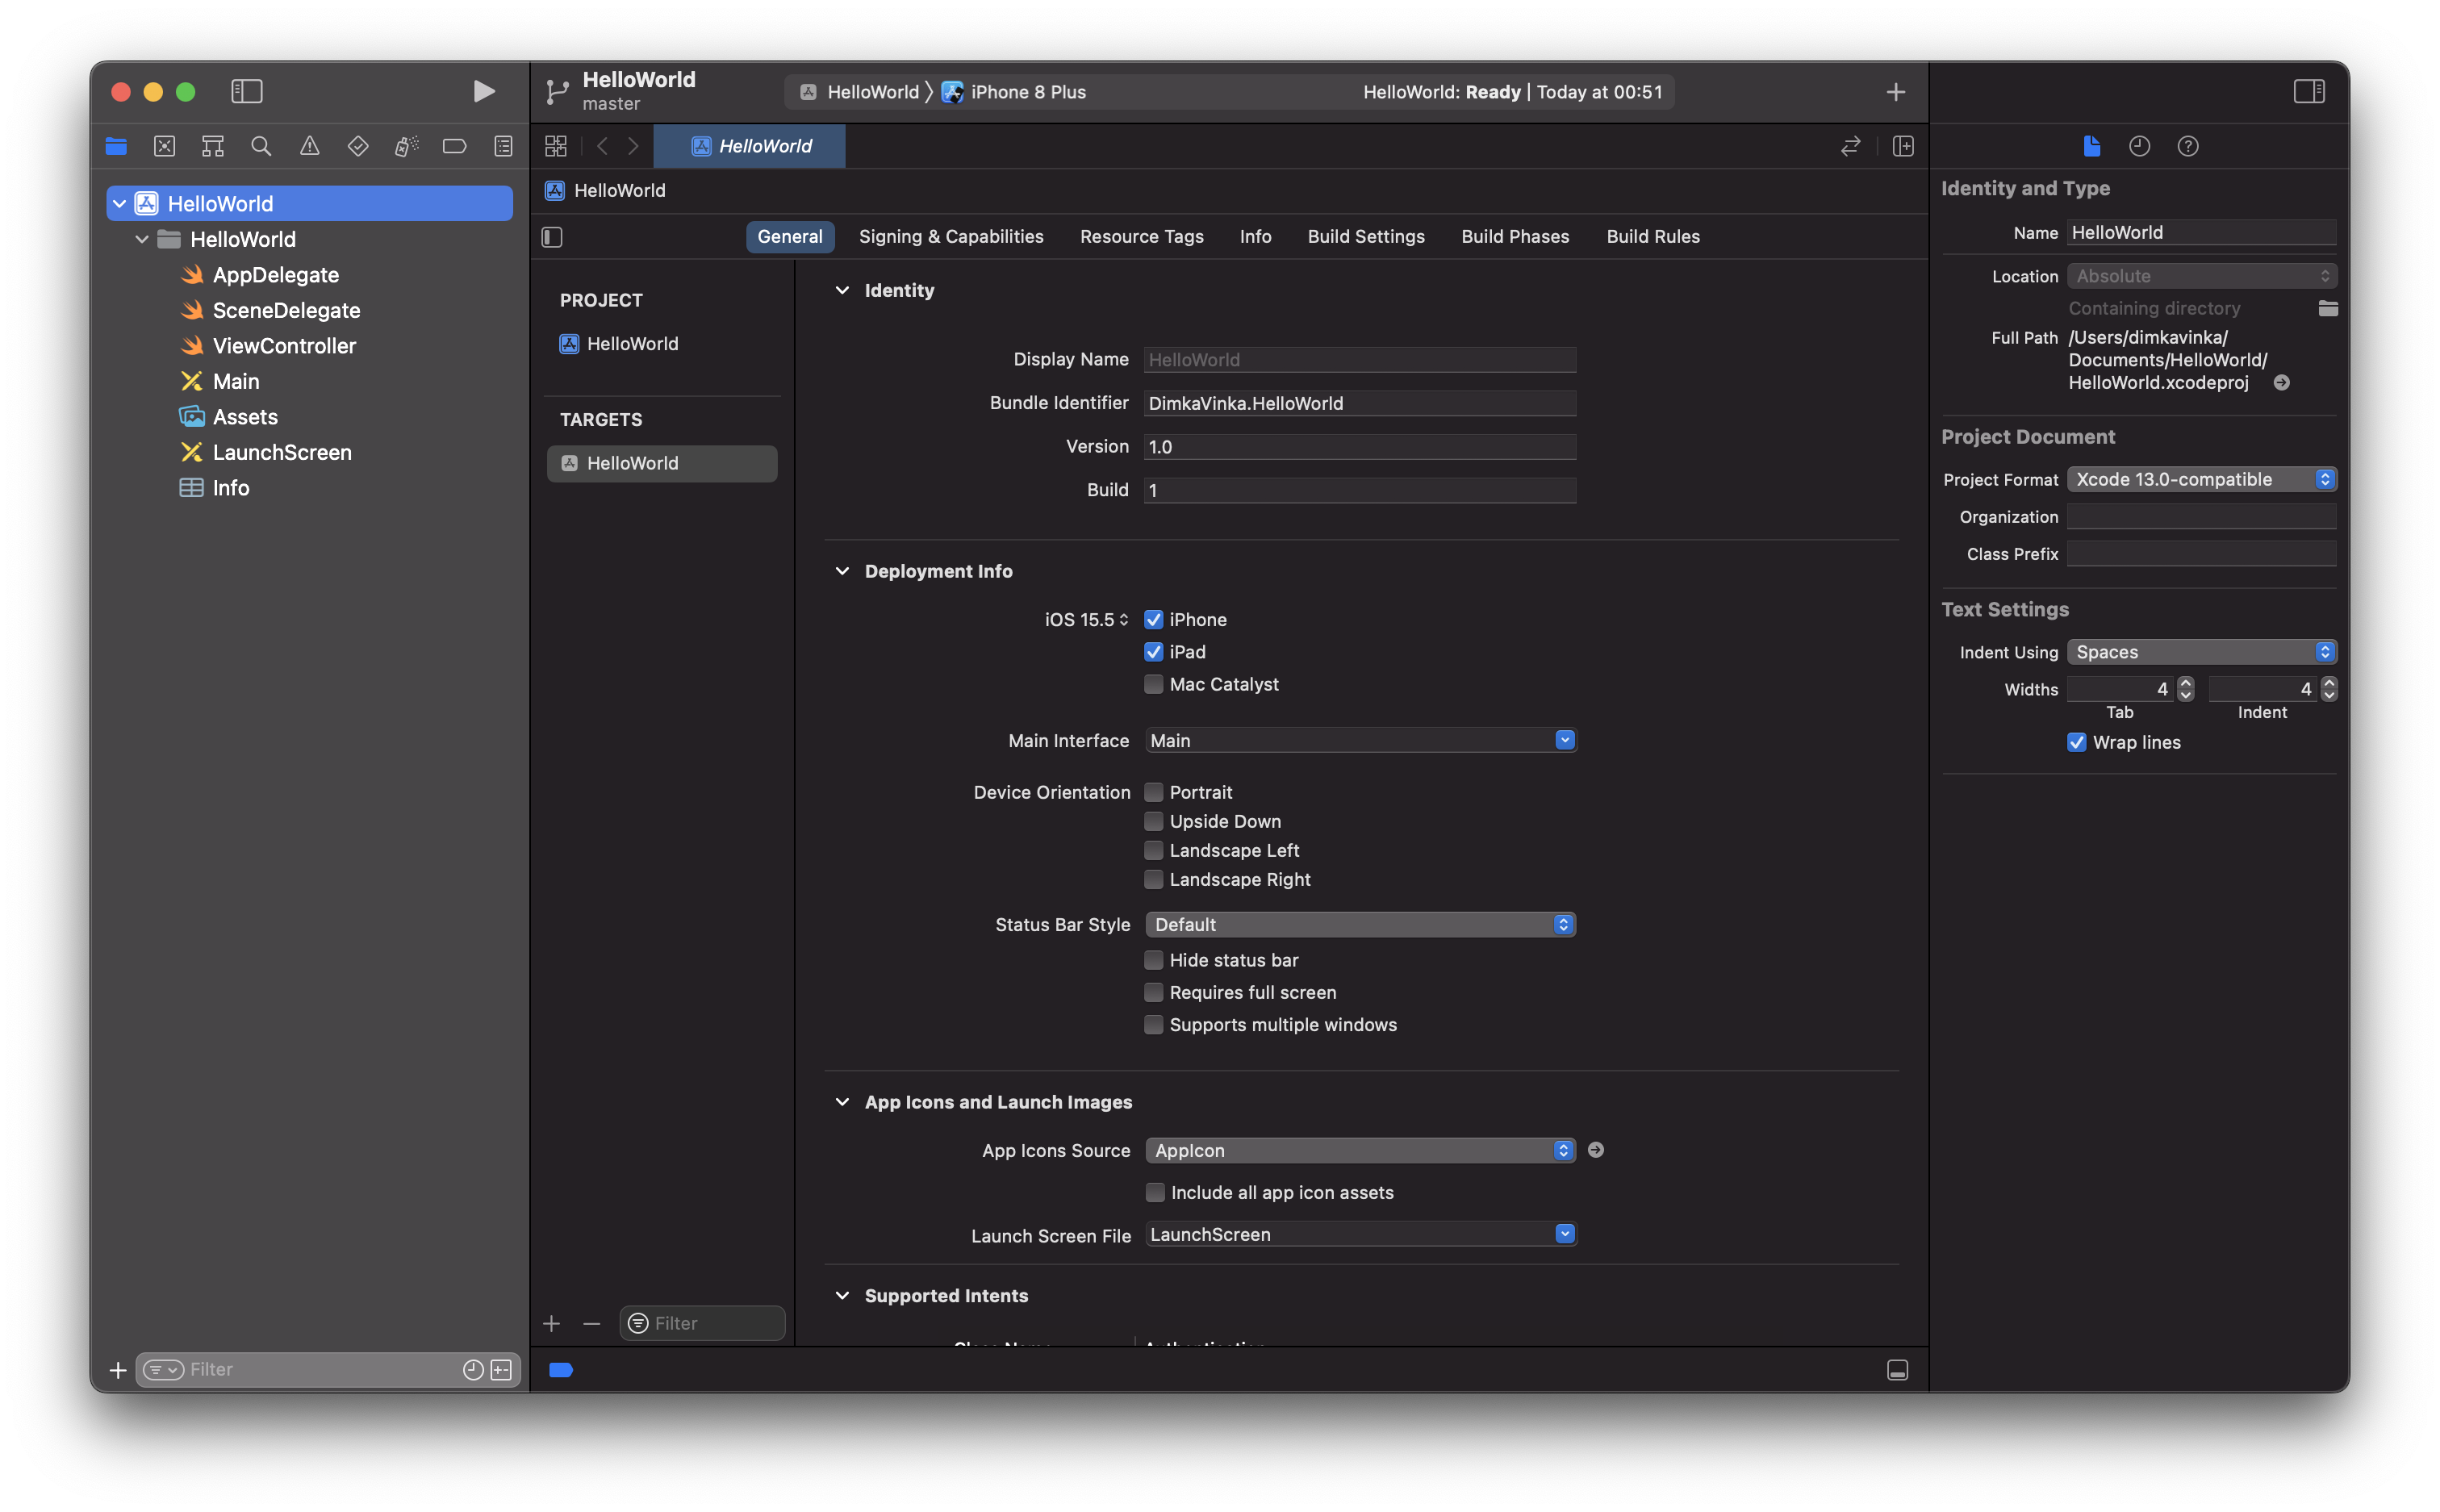 HelloWorld
master
HelloWorld
iPhone 8 Plus
HelloWorld: Ready | Today at 00:51
HelloWorld
HelloWorld
AppDelegate
SceneDelegate
ViewController
Main
Assets
LaunchScreen
Info
Filter
HelloWorld
HelloWorld
General
Signing & Capabilities
Resource Tags
Info
Build Settings
Build Phases
Build Rules
PROJECT
HelloWorld
TARGETS
HelloWorld
Filter
Identity
Display Name HelloWorld
Bundle Identifier DimkaVinka.HelloWorld
Version 1.0
Build 1
Deployment Info
iOS 15.5 iPhone
iPad
Mac Catalyst
Main Interface Main
Device Orientation Portrait
Upside Down
Landscape Left
Landscape Right
Status Bar Style Default
Hide status bar
Requires full screen
Supports multiple windows
App Icons and Launch Images
App Icons Source AppIcon
Include all app icon assets
Launch Screen File LaunchScreen
Supported Intents
Identity and Type
Name HelloWorld
Location Absolute
Containing directory
Full Path /Users/dimkavinka/
Documents/HelloWorld/
HelloWorld.xcodeproj
Project Document
Project Format Xcode 13.0-compatible
Organization
Class Prefix
Text Settings
Indent Using Spaces
Widths 4 4
Tab Indent
Wrap lines